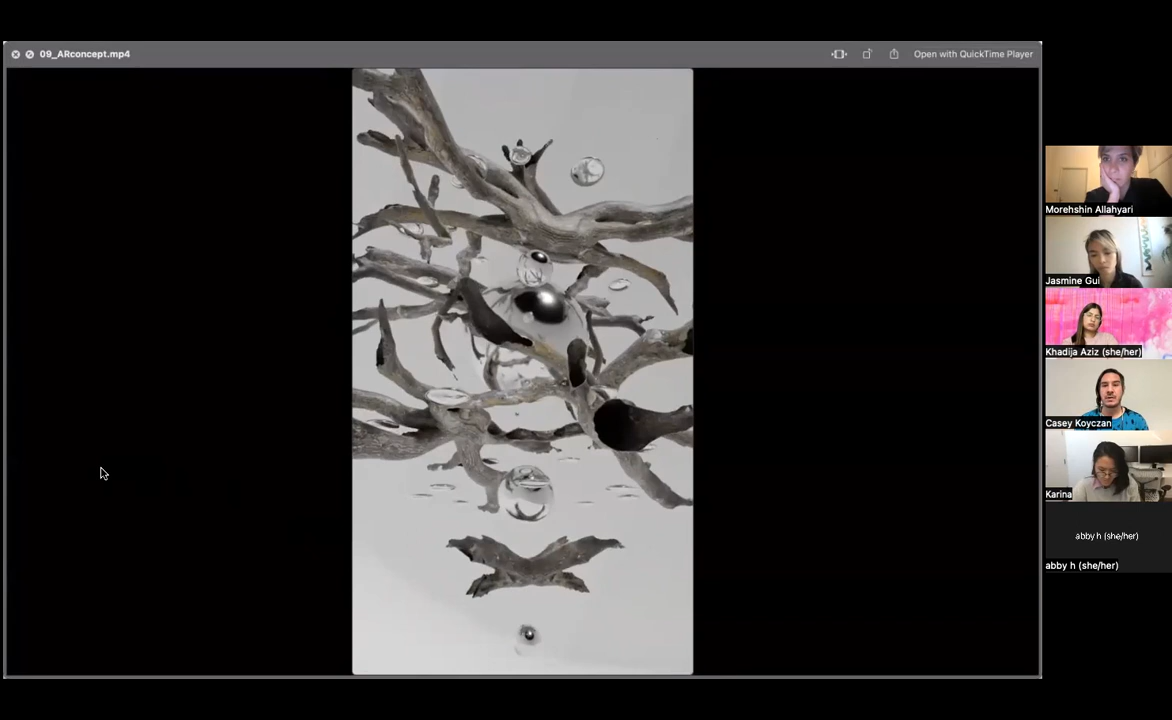 09_ARconcept.mp4
Open with QuickTime Player
Morehshin Allahyari
Jasmine Gui
Khadija Aziz (she/her)
Casey Koyczan
Karina
abby h (she/her)
abby h (she/her)